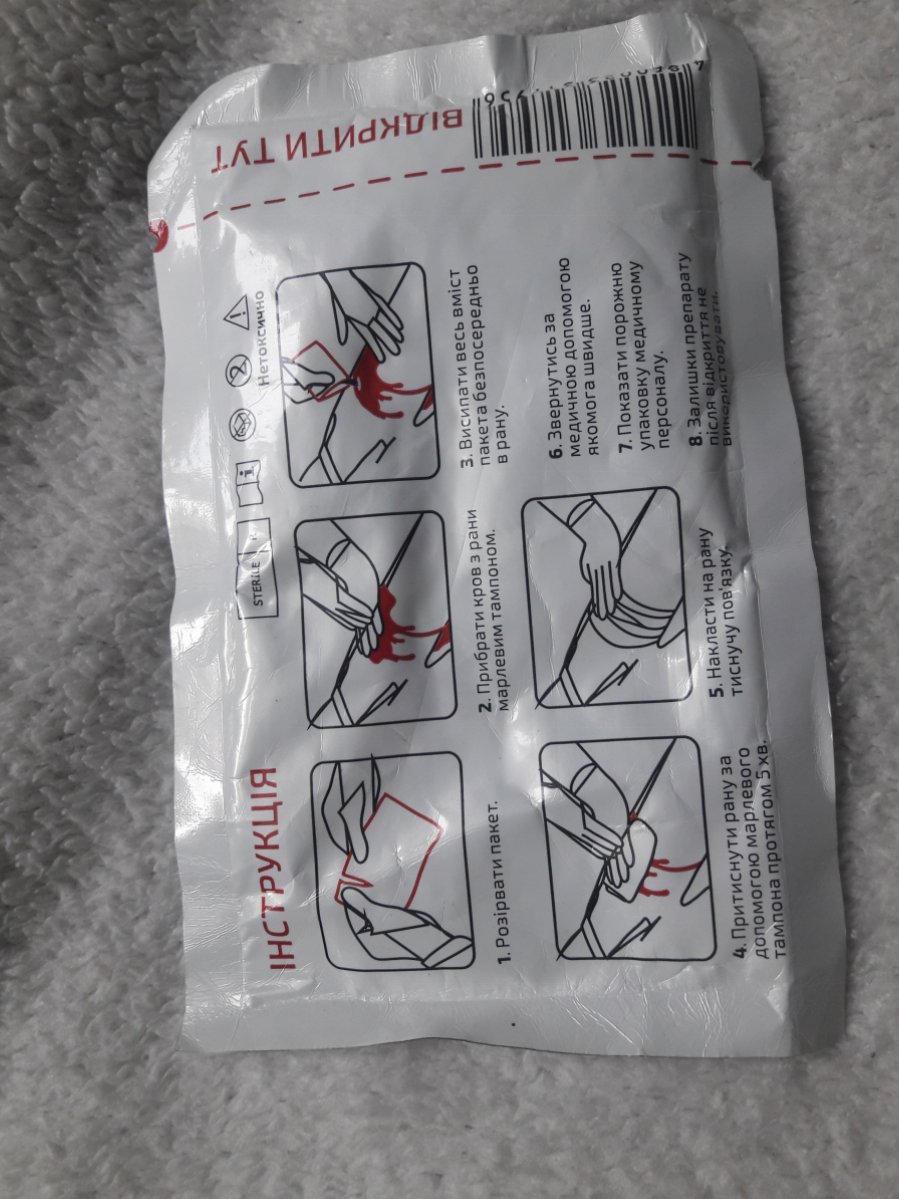 ІНСТРУКЦІЯ
STERILE
Нетоксично
ВІДКРИТИ ТУТ
1. Розірвати пакет.
2. Прибрати кров з рани
марлевим тампоном.
3. Висипати весь вміст
пакета безпосередньо
в рану.
4. Притиснути рану за
допомогою марлевого
тампона протягом 5 хв.
5. Накласти на рану
тиснучу пов'язку.
6. Звернутись за
медичною допомогою
якомога швидше.
7. Показати порожню
упаковку медичному
персоналу.
8. Залишки препарату
після відкриття не
використовувати.